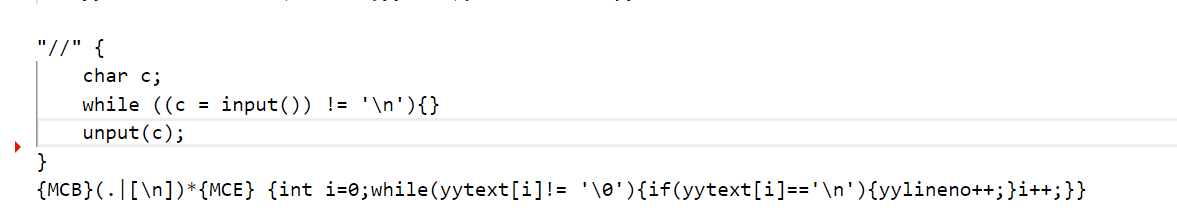 "//" {
    char c;
    while ((c = input()) != '\n'){}
    unput(c);
}
{MCB}(.|[\n])*{MCE} {int i=0;while(yytext[i]!= '\0'){if(yytext[i]=='\n'){yylineno++;}i++;}}